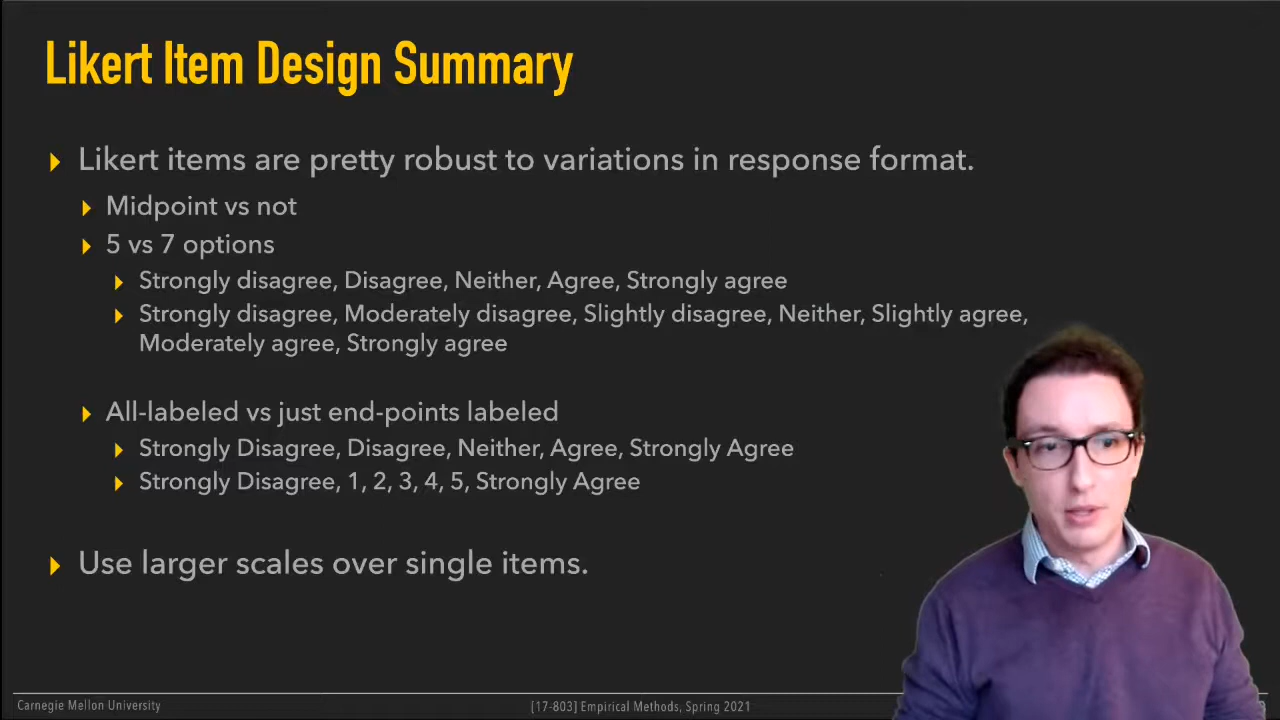 Likert Item Design Summary
Likert items are pretty robust to variations in response format.
Midpoint vs not
5 vs 7 options
Strongly disagree, Disagree, Neither, Agree, Strongly agree
Strongly disagree, Moderately disagree, Slightly disagree, Neither, Slightly agree,
Moderately agree, Strongly agree
All-labeled vs just end-points labeled
Strongly Disagree, Disagree, Neither, Agree, Strongly Agree
Strongly Disagree, 1, 2, 3, 4, 5, Strongly Agree
Use larger scales over single items.
Carnegie Mellon University
[17-803] Empirical Methods, Spring 2021